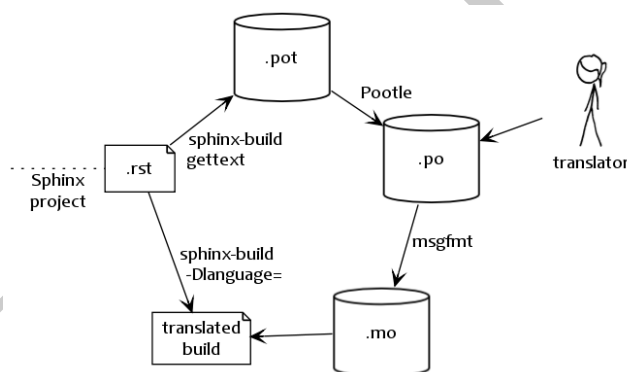 .pot
Pootle
sphinx-build
gettext
.rst
.po
translator
Sphinx
project
msgfmt
sphinx-build
-Dlanguage=
translated
build
.mo